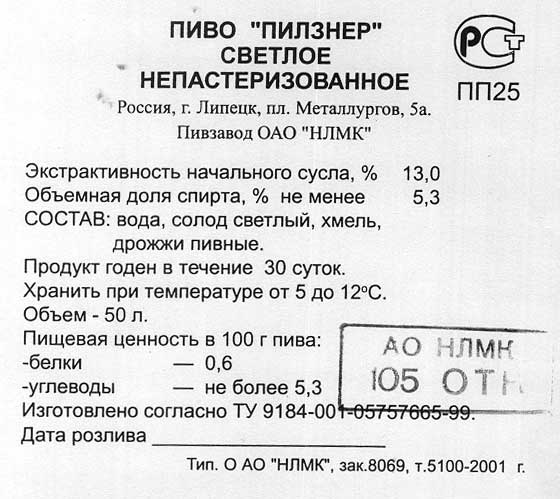 ПИВО "ПИЛЗНЕР"
СВЕТЛОЕ
НЕПАСТЕРИЗОВАННОЕ
РСТ
ПП25
Россия, г. Липецк, пл. Металлургов, 5а.
Пивзавод ОАО "НЛМК"
Экстрактивность начального сусла, % 13,0
Объемная доля спирта, % не менее 5,3
СОСТАВ: вода, солод светлый, хмель,
дрожжи пивные.
Продукт годен в течение 30 суток.
Хранить при температуре от 5 до 12°С.
Объем - 50 л.
Пищевая ценность в 100 г пива:
-белки — 0,6
-углеводы — не более 5,3
АО НЛМК
105 ОТК
Изготовлено согласно ТУ 9184-001-05757665-99.
Дата розлива
Тип. О АО "НЛМК", зак.8069, т.5100-2001 г.